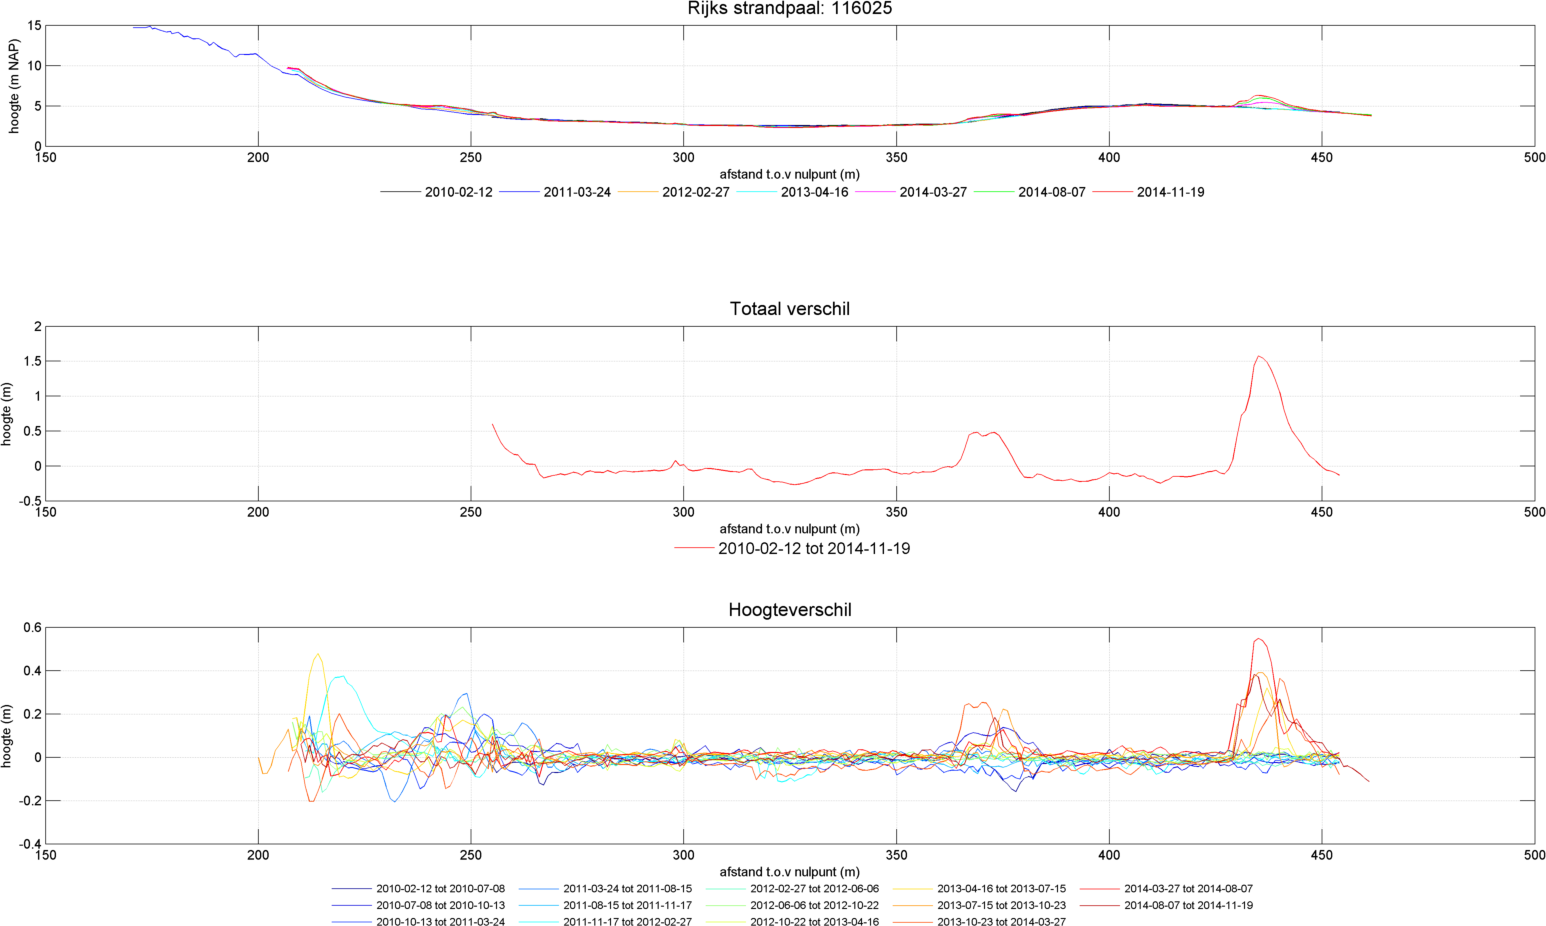 Rijks strandpaal: 116025
hoogte (m NAP)
15
10
5
0
150 200 250 300 350 400 450 500
afstand t.o.v nulpunt (m)
2010-02-12 2011-03-24 2012-02-27 2013-04-16 2014-03-27 2014-08-07 2014-11-19
Totaal verschil
hoogte (m)
2
1.5
1
0.5
0
-0.5
150 200 250 300 350 400 450 500
afstand t.o.v nulpunt (m)
2010-02-12 tot 2014-11-19
Hoogteverschil
hoogte (m)
0.6
0.4
0.2
0
-0.2
-0.4
150 200 250 300 350 400 450 500
afstand t.o.v nulpunt (m)
2010-02-12 tot 2010-07-08 2011-03-24 tot 2011-08-15 2012-02-27 tot 2012-06-06 2013-04-16 tot 2013-07-15 2014-03-27 tot 2014-08-07
2010-07-08 tot 2010-10-13 2011-08-15 tot 2011-11-17 2012-06-06 tot 2012-10-22 2013-07-15 tot 2013-10-23 2014-08-07 tot 2014-11-19
2010-10-13 tot 2011-03-24 2011-11-17 tot 2012-02-27 2012-10-22 tot 2013-04-16 2013-10-23 tot 2014-03-27